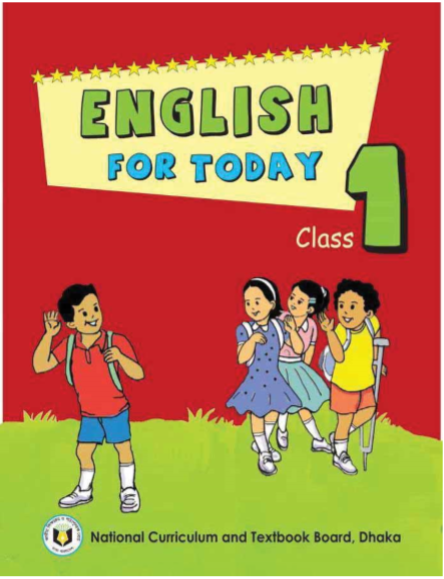 ENGLISH
FOR TODAY
Class 1
National Curriculum and Textbook Board, Dhaka